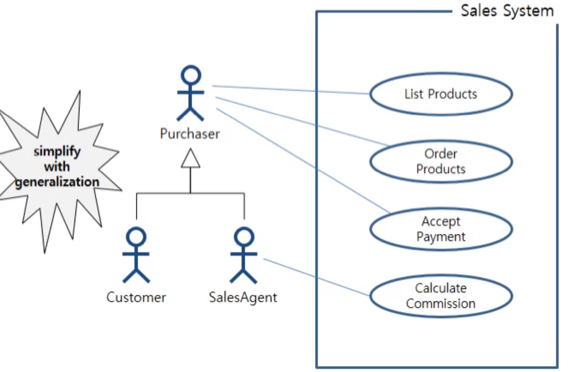 Sales System
List Products
Purchaser
simplify
with
generalization
Order
Products
Accept
Payment
Customer
SalesAgent
Calculate
Commission